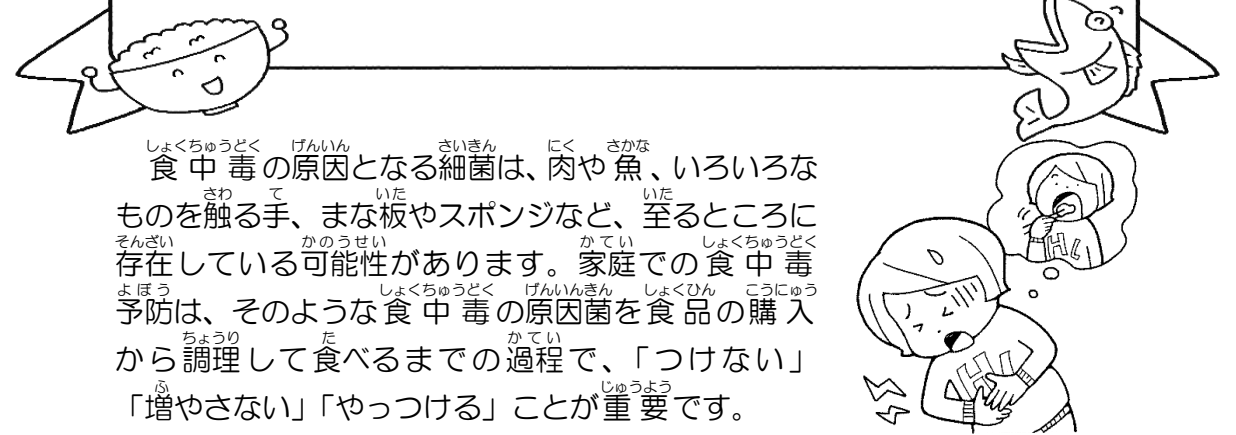 食中毒の原因となる細菌は、肉や魚、いろいろな
ものを触る手、まな板やスポンジなど、至るところに
存在している可能性があります。家庭での食中毒
予防は、そのような食中毒の原因菌を食品の購入
から調理して食べるまでの過程で、「つけない」
「増やさない」「やっつける」ことが重要です。
HL
HL